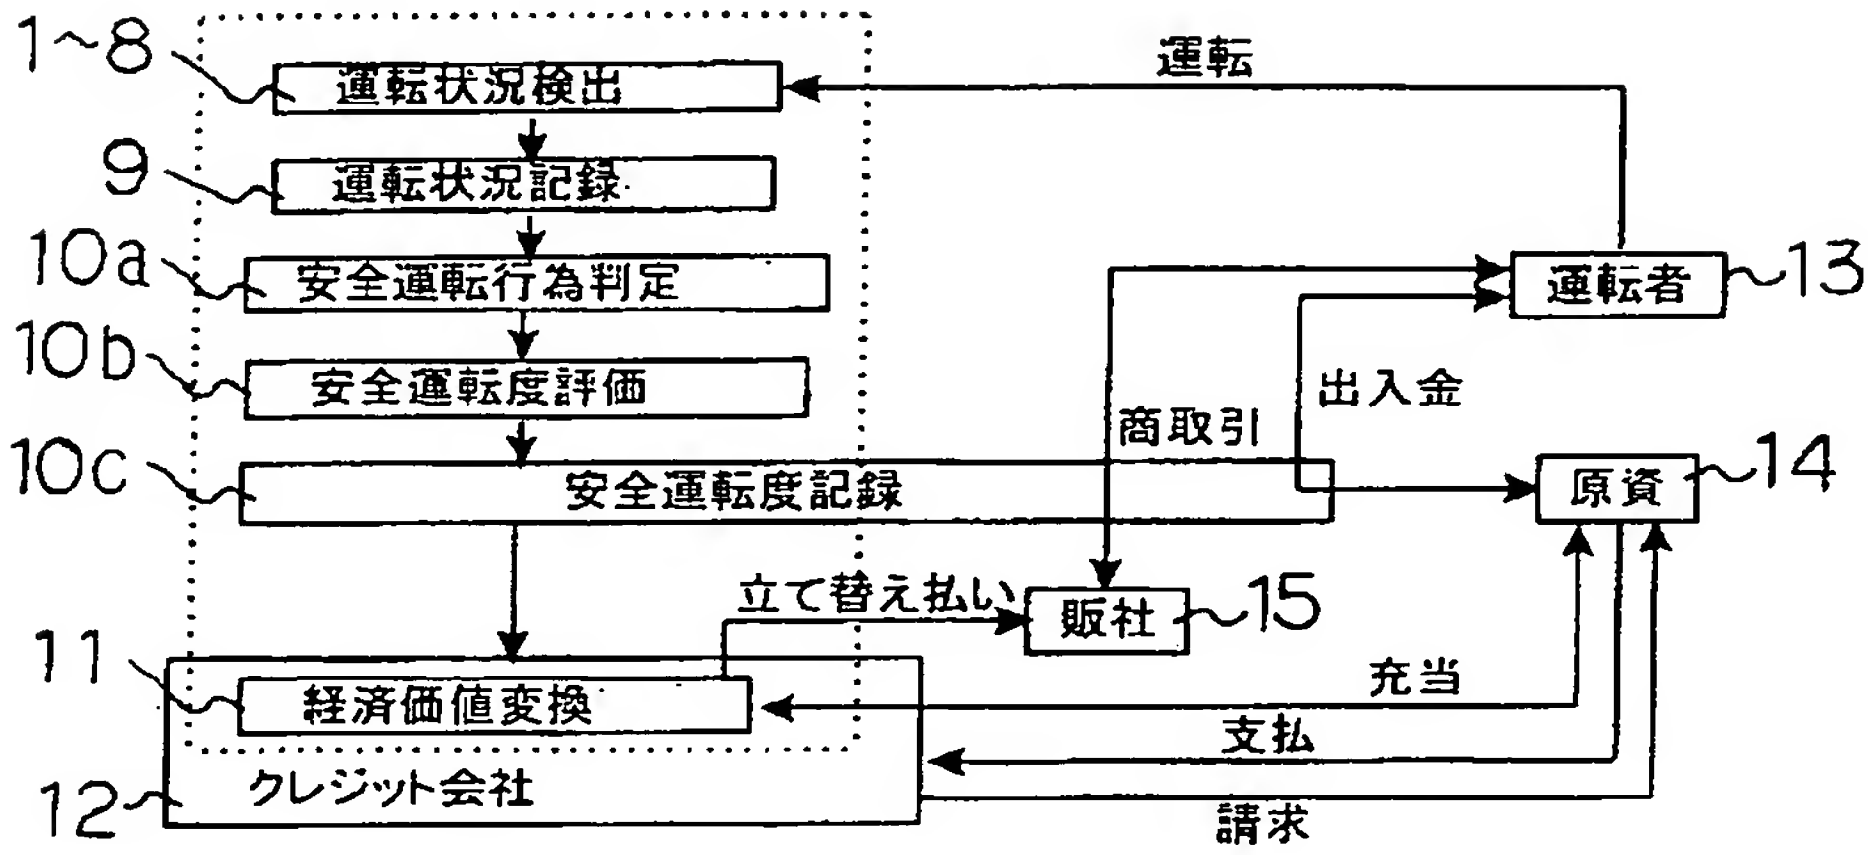 1~8
運転状況検出
運転
9
運転状況記録
10a
安全運転行為判定
運転者
13
10b
安全運転度評価
出入金
商取引
10c
安全運転度記録
原資
14
立て替え払い
販社
15
11
経済価値変換
充当
支払
12
クレジット会社
請求